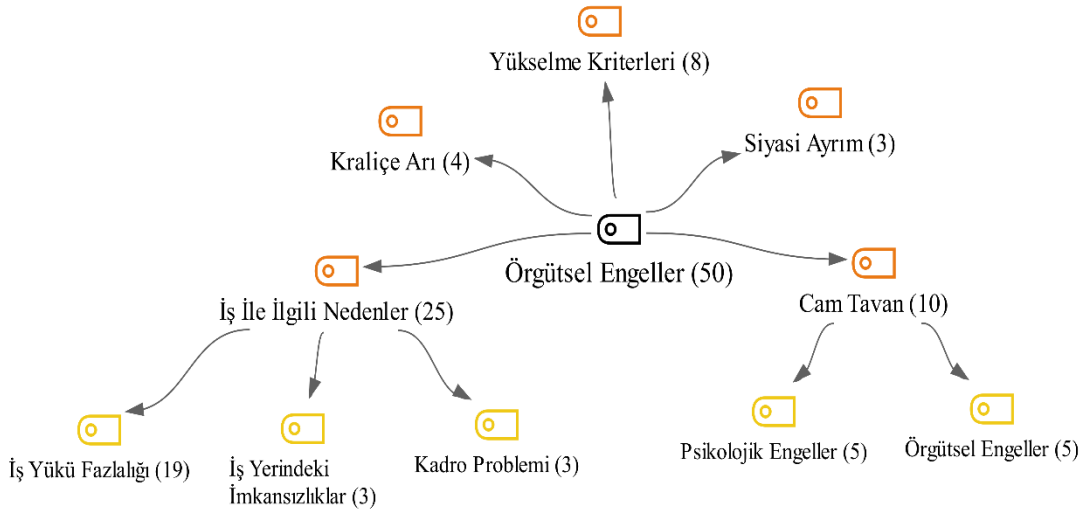 Yükselme Kriterleri (8)
Siyasi Ayrım (3)
Kraliçe Arı (4)
Örgütsel Engeller (50)
İş İle İlgili Nedenler (25)
Cam Tavan (10)
İş Yükü Fazlalığı (19)
İş Yerindeki
İmkansızlıklar (3)
Kadro Problemi (3)
Psikolojik Engeller (5)
Örgütsel Engeller (5)